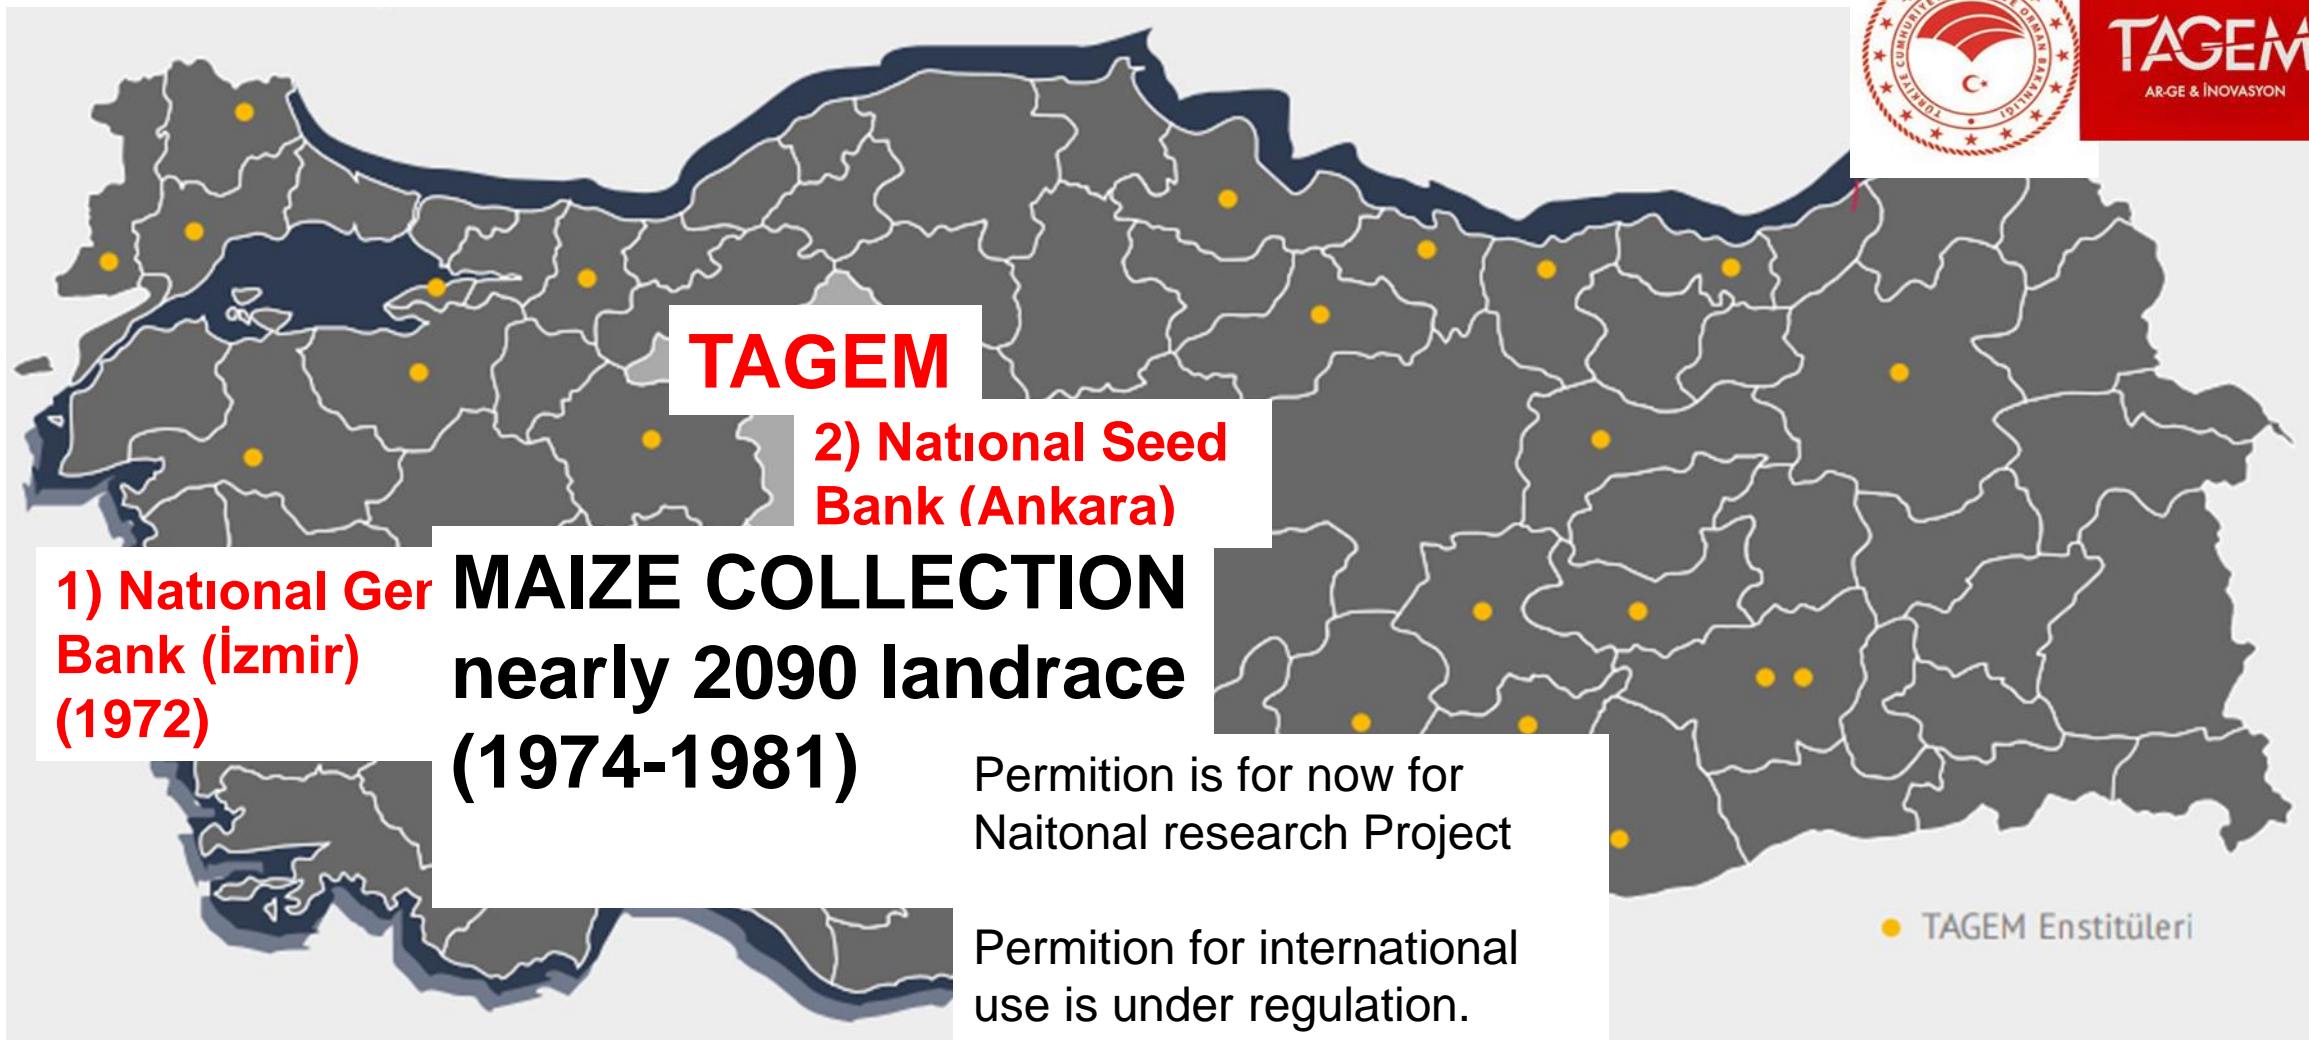 TAGEM
AR-GE & İNOVASYON
TAGEM
2) Natıonal Seed
Bank (Ankara)
1) Natıonal Gen
Bank (İzmir)
(1972)
MAIZE COLLECTION
nearly 2090 landrace
(1974-1981)
Permition is for now for
Naitonal research Project
Permition for international
use is under regulation.
TAGEM Enstitüleri